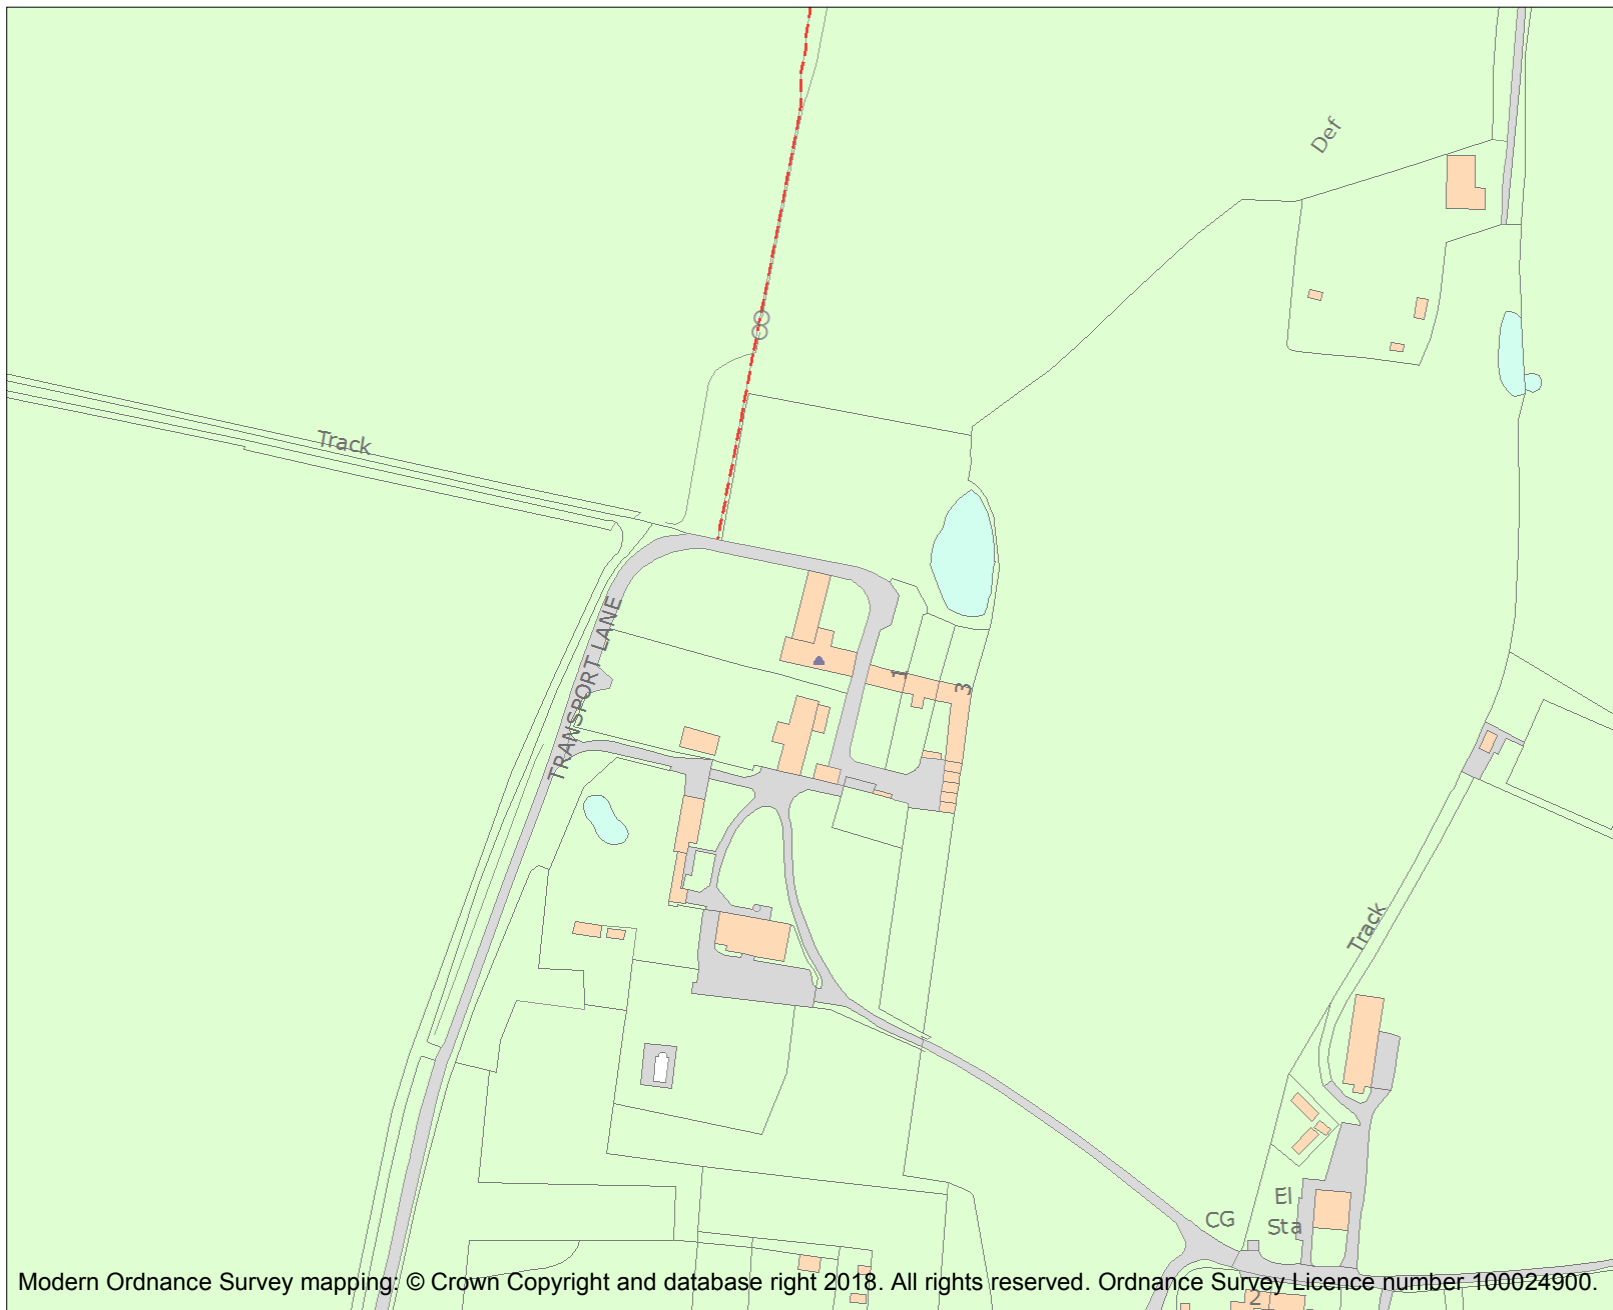 Def
Track
TRANSPORT LANE
1
3
Track
El
Sta
CG
2
Modern Ordnance Survey mapping: © Crown Copyright and database right 2018. All rights reserved. Ordnance Survey Licence number 100024900.